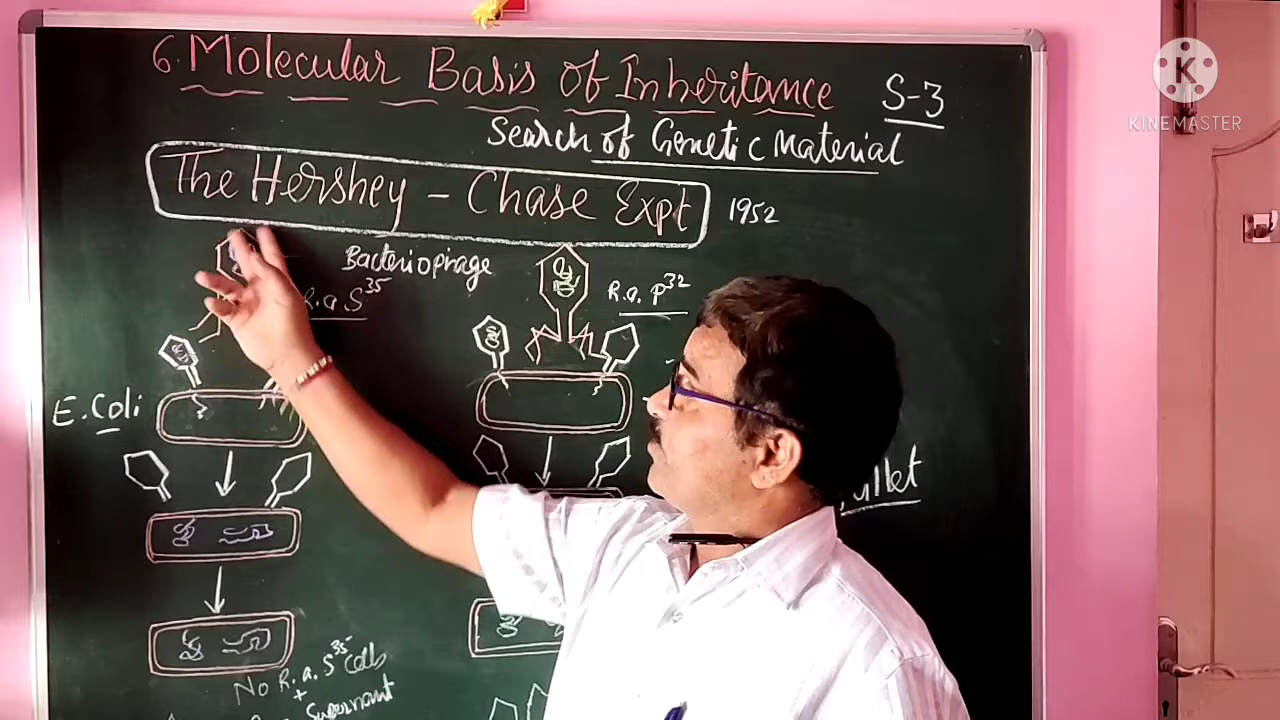 6. Molecular Basis of Inheritance
S-3
Search of Genetic Material
The Hershey - Chase Expt
1952
Bacteriophage
R.a S³⁵
R.a. P³²
E. Coli
No R.a. S³⁵ Cells
+
Supernant
K
KINEMASTER